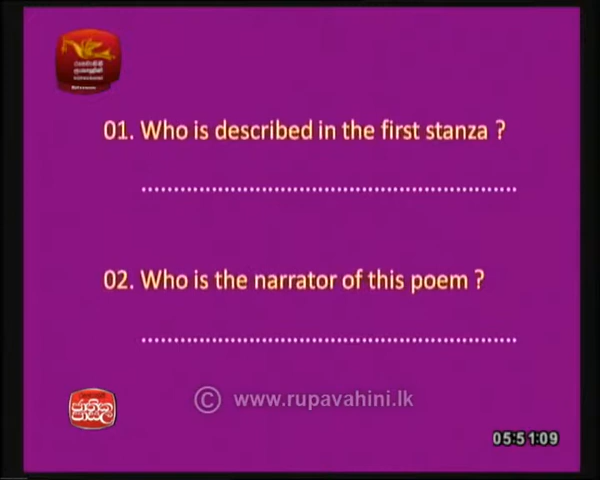 01. Who is described in the first stanza ?
............................................................
02. Who is the narrator of this poem ?
............................................................
ජාතික
පාසල
© www.rupavahini.lk
05:51:09